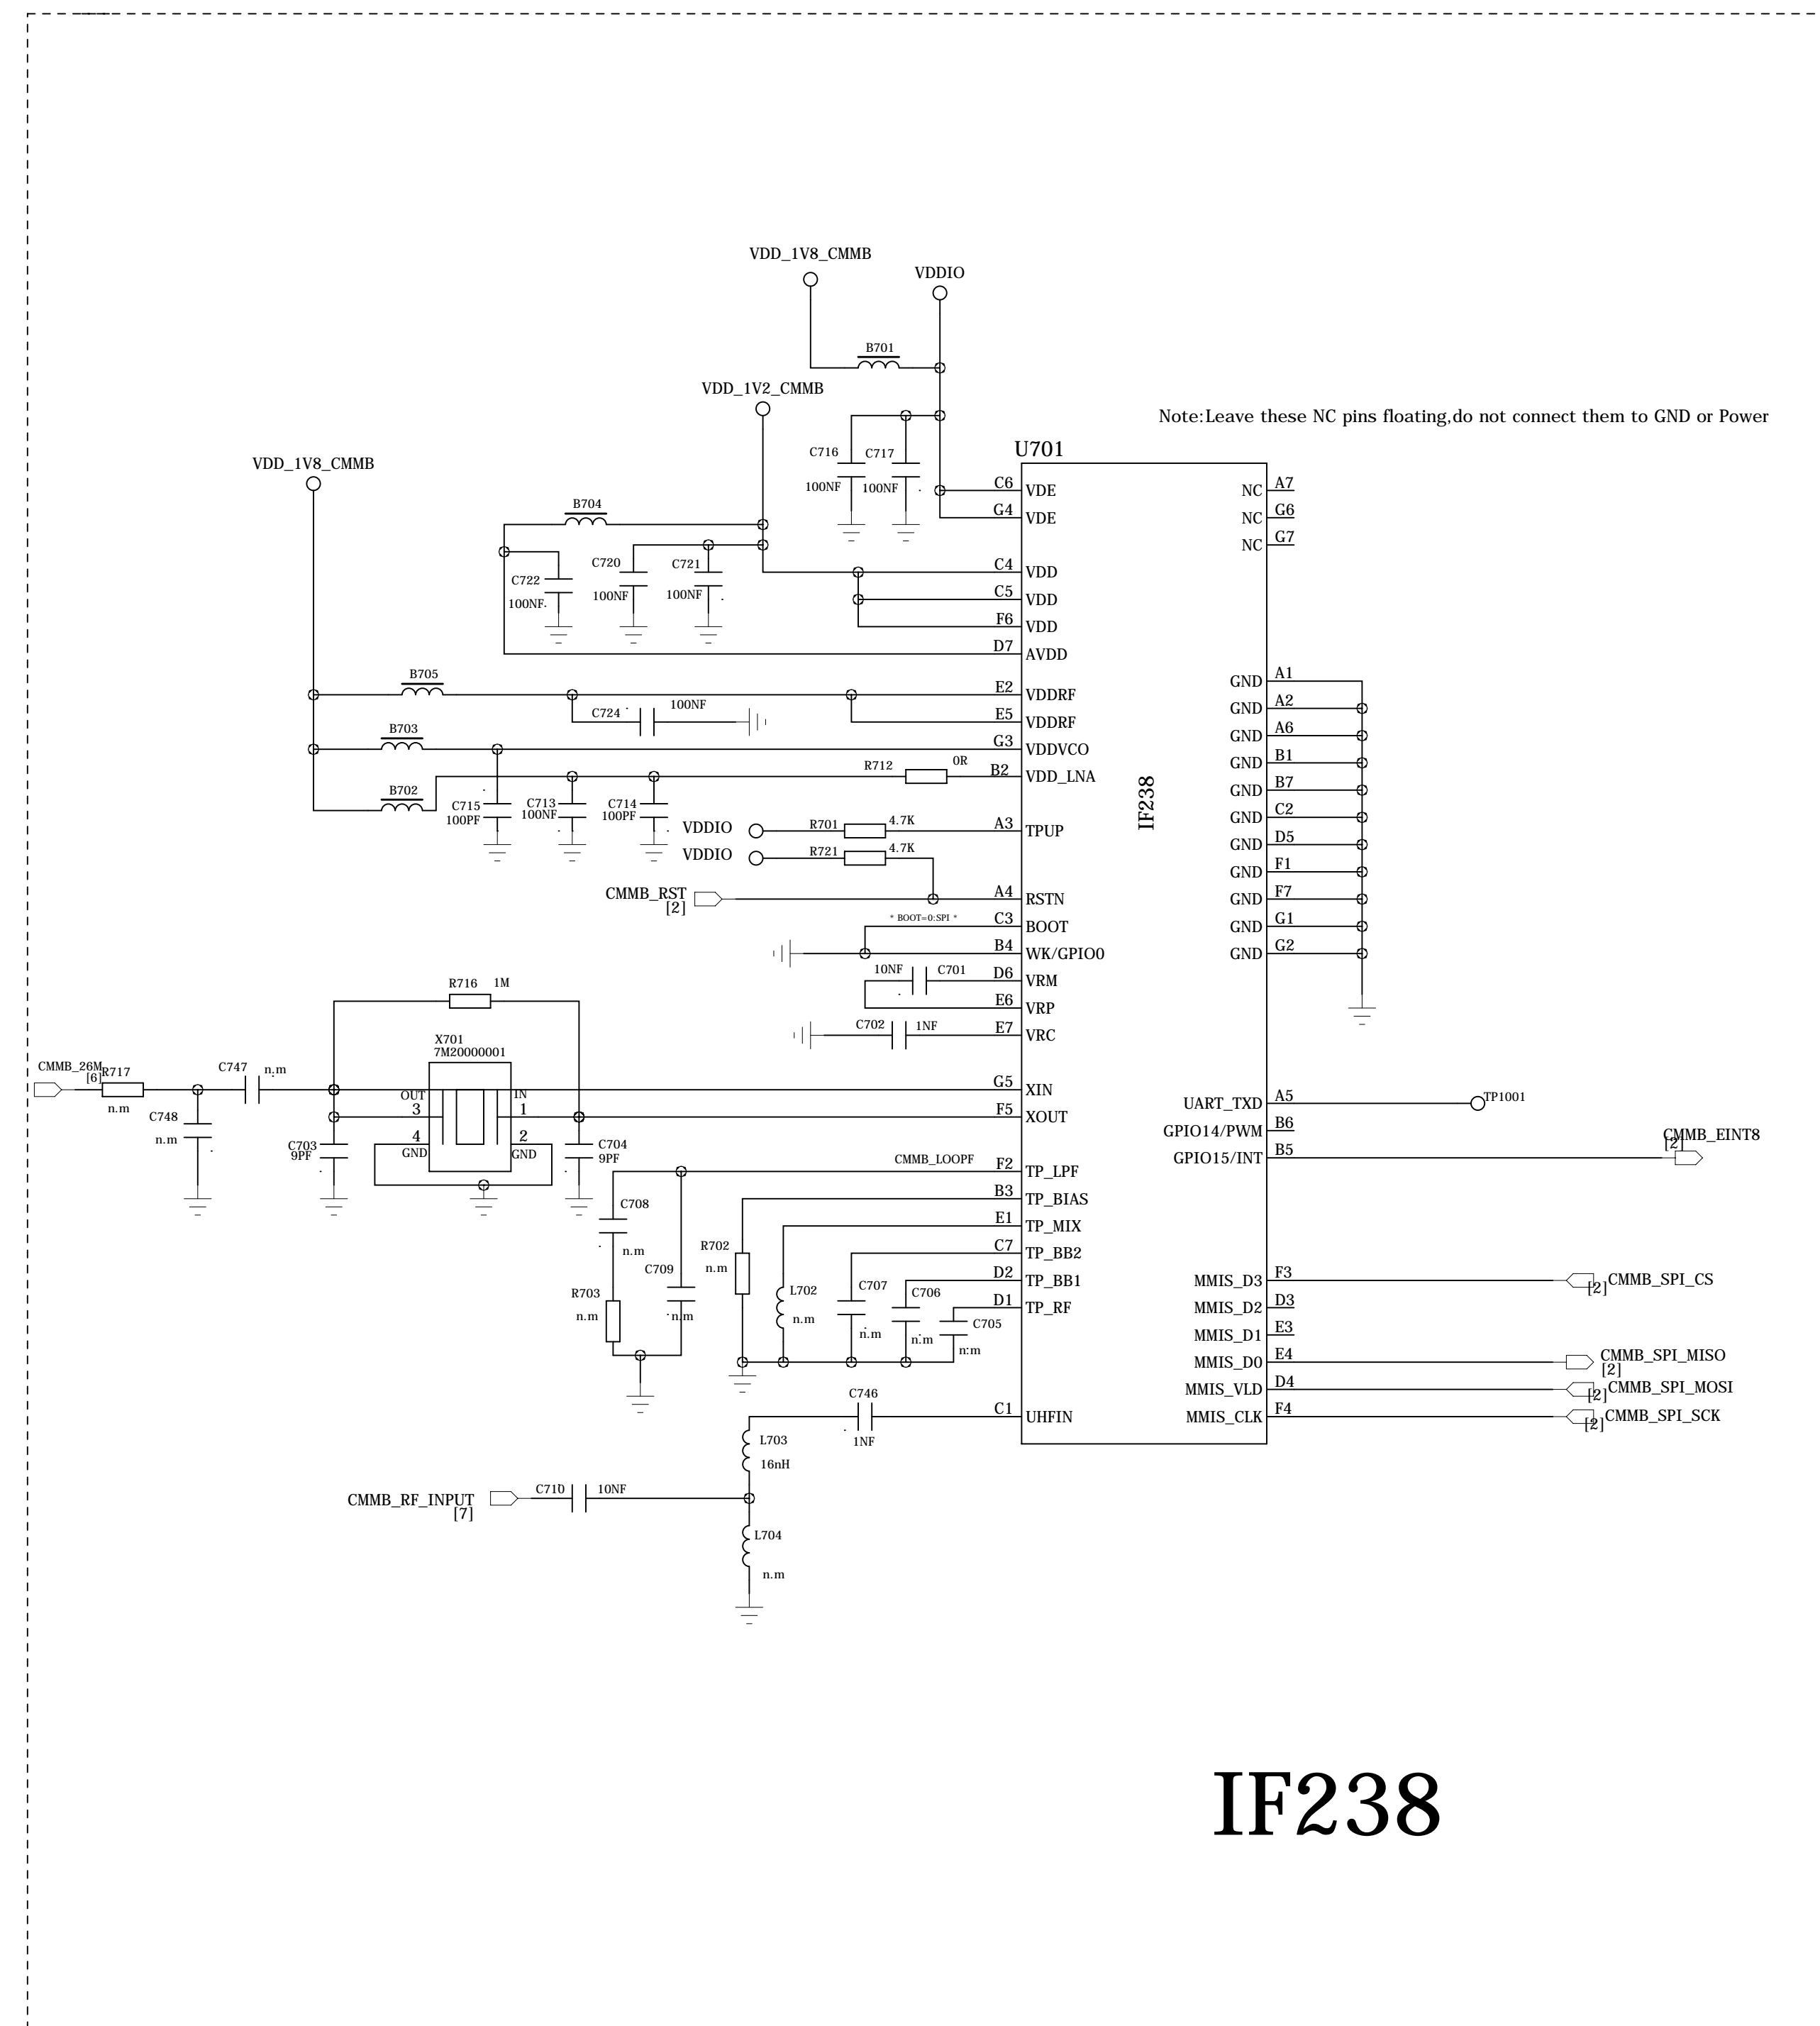 VDD_1V8_CMMB
VDDIO
B701
VDD_1V2_CMMB
Note:Leave these NC pins floating,do not connect them to GND or Power
U701
VDD_1V8_CMMB
C716
C717
100NF
100NF
C6
VDE
NC
A7
B704
G4
VDE
NC
G6
NC
G7
C720
C721
C4
VDD
C722
100NF
100NF
100NF
C5
VDD
F6
VDD
D7
AVDD
B705
E2
VDDRF
GND
A1
C724
100NF
E5
VDDRF
GND
A2
B703
G3
VDDVCO
GND
A6
R712
0R
B2
VDD_LNA
GND
B1
B702
GND
B7
C715
100PF
C713
100NF
C714
100PF
IF238
VDDIO
R701
4.7K
A3
TPUP
GND
C2
VDDIO
R721
4.7K
GND
D5
GND
F1
CMMB_RST
[2]
A4
RSTN
GND
F7
* BOOT=0:SPI *
C3
BOOT
GND
G1
B4
WK/GPIO0
GND
G2
10NF
C701
D6
VRM
R716
1M
E6
VRP
C702
1NF
E7
VRC
X701
7M20000001
CMMB_26M
[6]
R717
n.m
C747
n.m
G5
XIN
OUT
3
IN
1
F5
XOUT
UART_TXD
A5
TP1001
C748
n.m
GPIO14/PWM
B6
4
GND
2
GND
C703
9PF
C704
9PF
GPIO15/INT
B5
CMMB_EINT8
[2]
CMMB_LOOPF
F2
TP_LPF
B3
TP_BIAS
C708
n.m
E1
TP_MIX
R702
n.m
C7
TP_BB2
C709
n.m
D2
TP_BB1
MMIS_D3
F3
[2]
CMMB_SPI_CS
R703
n.m
L702
n.m
C707
n.m
C706
n.m
D1
TP_RF
C705
n.m
MMIS_D2
D3
MMIS_D1
E3
MMIS_D0
E4
CMMB_SPI_MISO
[2]
MMIS_VLD
D4
[2]
CMMB_SPI_MOSI
C746
1NF
C1
UHFIN
MMIS_CLK
F4
[2]
CMMB_SPI_SCK
L703
16nH
CMMB_RF_INPUT
[7]
C710
10NF
L704
n.m
IF238